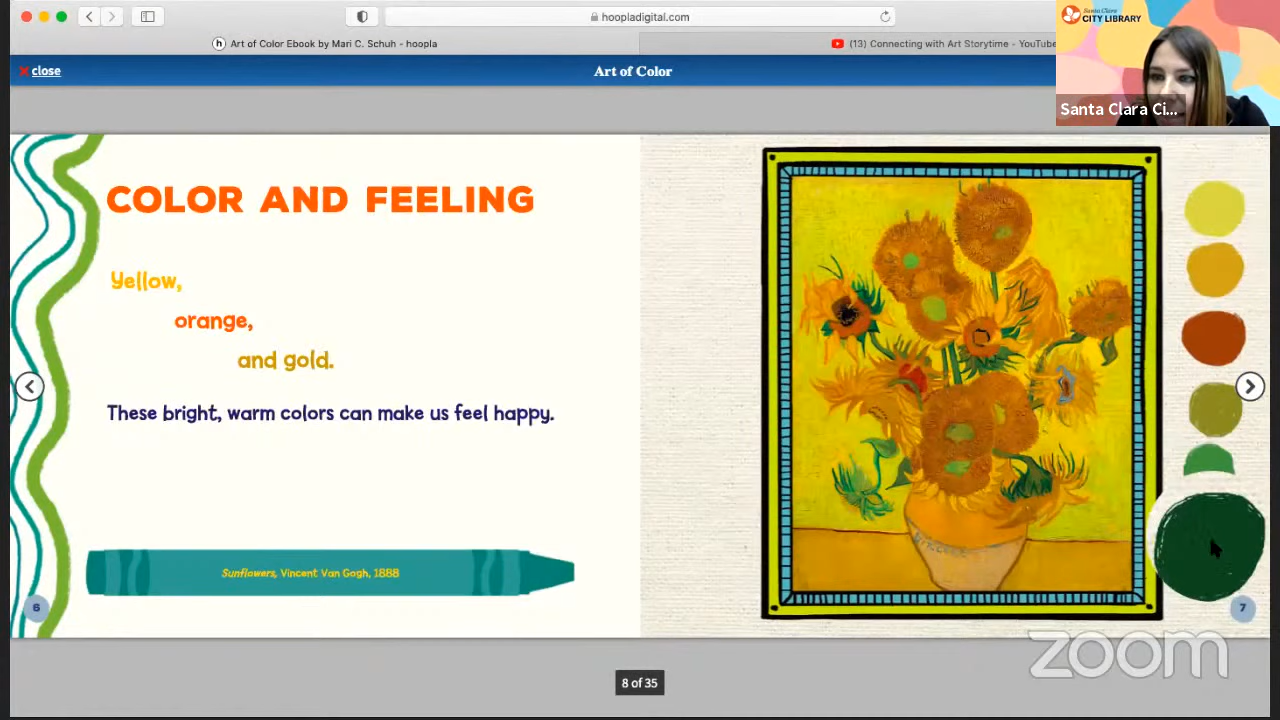 hoopladigital.com
h Art of Color Ebook by Mari C. Schuh - hoopla
(13) Connecting with Art Storytime - YouTube
Santa Clara
CITY LIBRARY
Santa Clara Ci...
close
Art of Color
COLOR AND FEELING
Yellow,
orange,
and gold.
These bright, warm colors can make us feel happy.
Sunflowers, Vincent Van Gogh, 1888
6
7
zoom
8 of 35